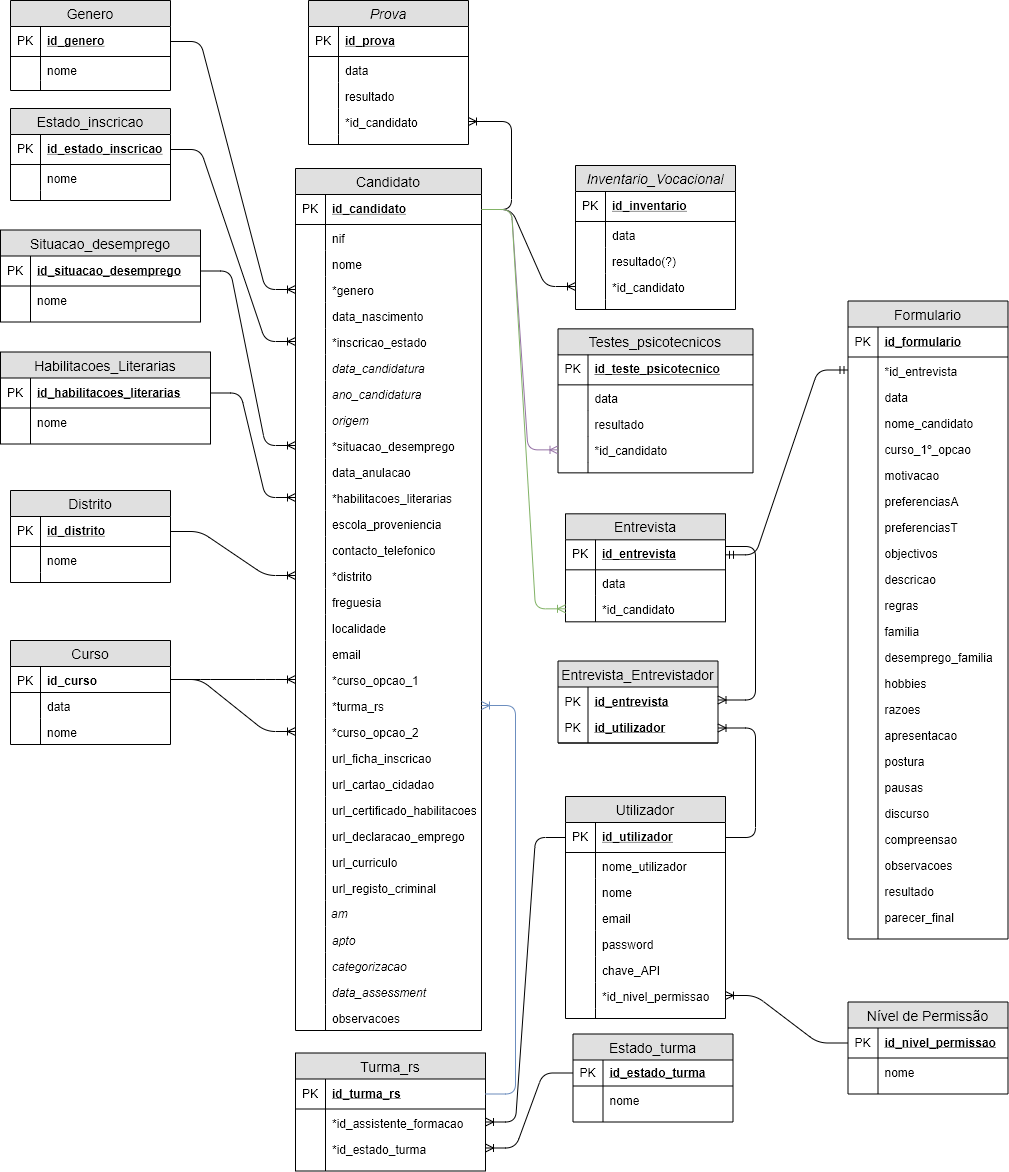 Genero
PK id_genero
nome
Estado_inscricao
PK id_estado_inscricao
nome
Situacao_desemprego
PK id_situacao_desemprego
nome
Habilitacoes_Literarias
PK id_habilitacoes_literarias
nome
Distrito
PK id_distrito
nome
Curso
PK id_curso
data
nome
Prova
PK id_prova
data
resultado
*id_candidato
Candidato
PK id_candidato
nif
nome
*genero
data_nascimento
*inscricao_estado
data_candidatura
ano_candidatura
origem
*situacao_desemprego
data_anulacao
*habilitacoes_literarias
escola_proveniencia
contacto_telefonico
*distrito
freguesia
localidade
email
*curso_opcao_1
*turma_rs
*curso_opcao_2
url_ficha_inscricao
url_cartao_cidadao
url_certificado_habilitacoes
url_declaracao_emprego
url_curriculo
url_registo_criminal
am
apto
categorizacao
data_assessment
observacoes
Turma_rs
PK id_turma_rs
*id_assistente_formacao
*id_estado_turma
Inventario_Vocacional
PK id_inventario
data
resultado(?)
*id_candidato
Testes_psicotecnicos
PK id_teste_psicotecnico
data
resultado
*id_candidato
Entrevista
PK id_entrevista
data
*id_candidato
Entrevista_Entrevistador
PK id_entrevista
PK id_utilizador
Utilizador
PK id_utilizador
nome_utilizador
nome
email
password
chave_API
*id_nivel_permissao
Estado_turma
PK id_estado_turma
nome
Formulario
PK id_formulario
*id_entrevista
data
nome_candidato
curso_1º_opcao
motivacao
preferenciasA
preferenciasT
objectivos
descricao
regras
familia
desemprego_familia
hobbies
razoes
apresentacao
postura
pausas
discurso
compreensao
observacoes
resultado
parecer_final
Nível de Permissão
PK id_nivel_permissao
nome